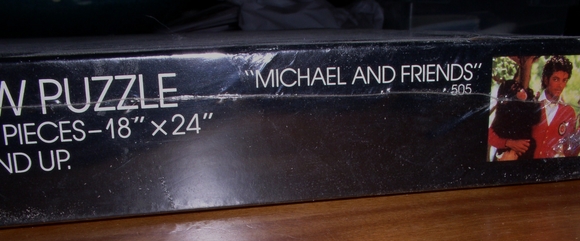 W PUZZLE
PIECES-18"×24"
ND UP.
"MICHAEL AND FRIENDS"
505